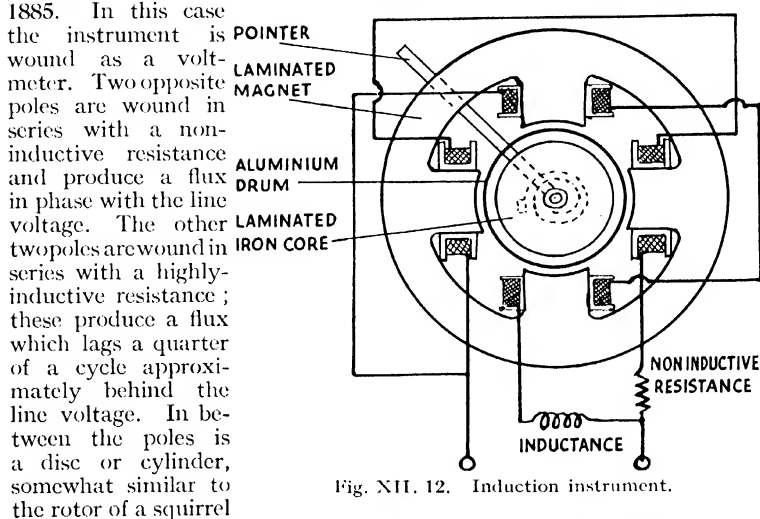 1885. In this case
the instrument is
wound as a volt-
meter. Two opposite
poles are wound in
series with a non-
inductive resistance
and produce a flux
in phase with the line
voltage. The other
two poles are wound in
series with a highly-
inductive resistance ;
these produce a flux
which lags a quarter
of a cycle approxi-
mately behind the
line voltage. In be-
tween the poles is
a disc or cylinder,
somewhat similar to
the rotor of a squirrel
POINTER
LAMINATED
MAGNET
ALUMINIUM
DRUM
LAMINATED
IRON CORE
NON INDUCTIVE
RESISTANCE
INDUCTANCE
Fig. XII. 12. Induction instrument.